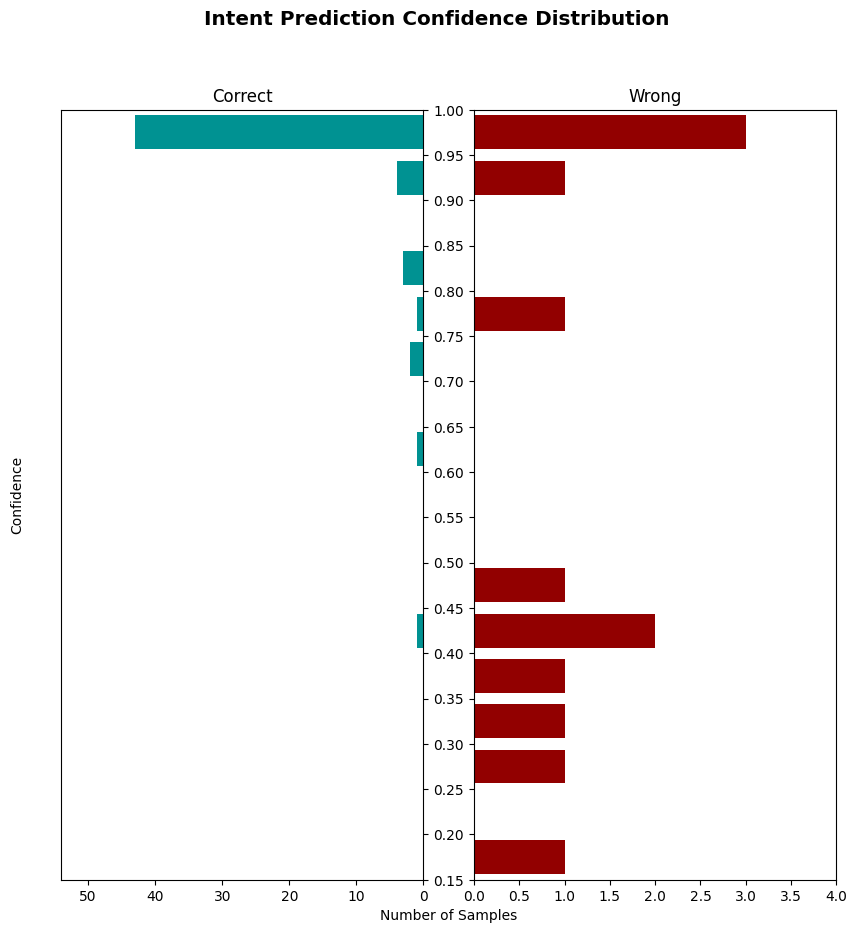 Intent Prediction Confidence Distribution
Correct
Wrong
1.00
0.95
0.90
0.85
0.80
0.75
0.70
0.65
0.60
0.55
0.50
0.45
0.40
0.35
0.30
0.25
0.20
0.15
Confidence
50 40 30 20 10 0
0.0 0.5 1.0 1.5 2.0 2.5 3.0 3.5 4.0
Number of Samples